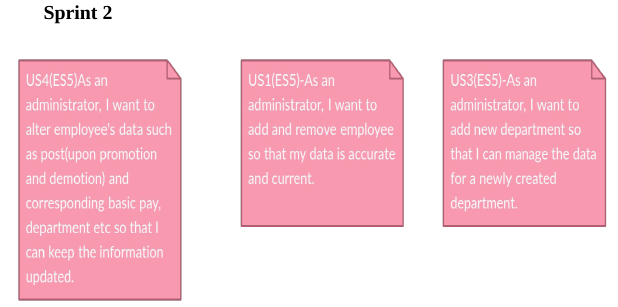 Sprint 2
US4(ES5)As an
administrator, I want to
alter employee's data such
as post(upon promotion
and demotion) and
corresponding basic pay,
department etc so that I
can keep the information
updated.
US1(ES5)-As an
administrator, I want to
add and remove employee
so that my data is accurate
and current.
US3(ES5)-As an
administrator, I want to
add new department so
that I can manage the data
for a newly created
department.